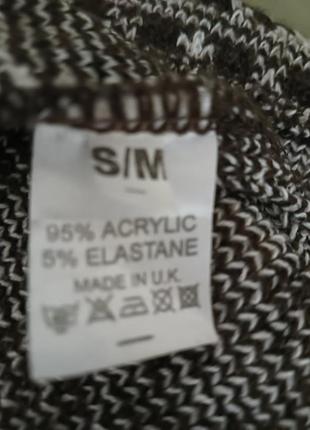 S/M
95% ACRYLIC
5% ELASTANE
MADE IN U.K.